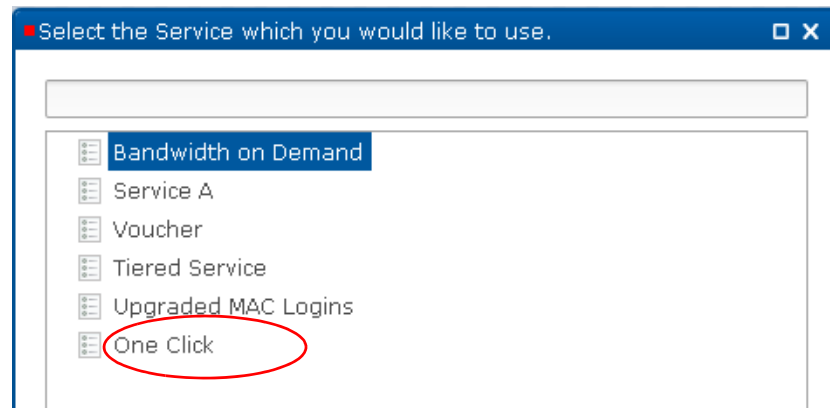 Select the Service which you would like to use.
Bandwidth on Demand
Service A
Voucher
Tiered Service
Upgraded MAC Logins
One Click